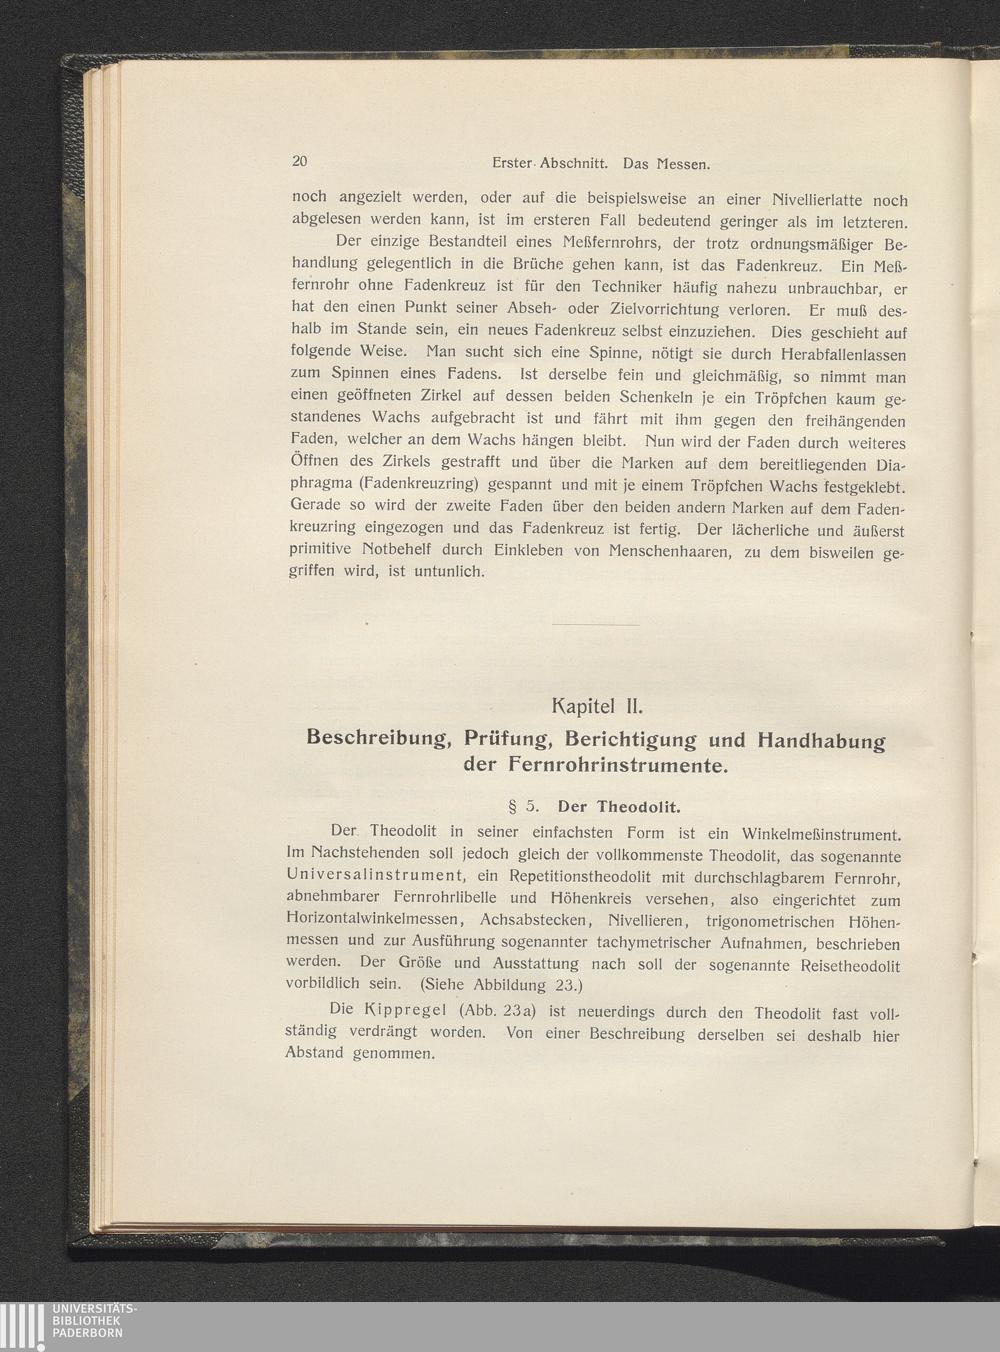 20
Erster Abschnitt. Das Messen.
noch angezielt werden, oder auf die beispielsweise an einer Nivellierlatte noch
abgelesen werden kann, ist im ersteren Fall bedeutend geringer als im letzteren.
Der einzige Bestandteil eines Meßfernrohrs, der trotz ordnungsmäßiger Be-
handlung gelegentlich in die Brüche gehen kann, ist das Fadenkreuz. Ein Meß-
fernrohr ohne Fadenkreuz ist für den Techniker häufig nahezu unbrauchbar, er
hat den einen Punkt seiner Abseh- oder Zielvorrichtung verloren. Er muß des-
halb im Stande sein, ein neues Fadenkreuz selbst einzuziehen. Dies geschieht auf
folgende Weise. Man sucht sich eine Spinne, nötigt sie durch Herabfallenlassen
zum Spinnen eines Fadens. Ist derselbe fein und gleichmäßig, so nimmt man
einen geöffneten Zirkel auf dessen beiden Schenkeln je ein Tröpfchen kaum ge-
standenes Wachs aufgebracht ist und fährt mit ihm gegen den freihängenden
Faden, welcher an dem Wachs hängen bleibt. Nun wird der Faden durch weiteres
Öffnen des Zirkels gestrafft und über die Marken auf dem bereitliegenden Dia-
phragma (Fadenkreuzring) gespannt und mit je einem Tröpfchen Wachs festgeklebt.
Gerade so wird der zweite Faden über den beiden andern Marken auf dem Faden-
kreuzring eingezogen und das Fadenkreuz ist fertig. Der lächerliche und äußerst
primitive Notbehelf durch Einkleben von Menschenhaaren, zu dem bisweilen ge-
griffen wird, ist untunlich.
Kapitel II.
Beschreibung, Prüfung, Berichtigung und Handhabung
der Fernrohrinstrumente.
§ 5. Der Theodolit.
Der Theodolit in seiner einfachsten Form ist ein Winkelmeßinstrument.
Im Nachstehenden soll jedoch gleich der vollkommenste Theodolit, das sogenannte
Universalinstrument, ein Repetitionstheodolit mit durchschlagbarem Fernrohr,
abnehmbarer Fernrohrlibelle und Höhenkreis versehen, also eingerichtet zum
Horizontalwinkelmessen, Achsabstecken, Nivellieren, trigonometrischen Höhen-
messen und zur Ausführung sogenannter tachymetrischer Aufnahmen, beschrieben
werden. Der Größe und Ausstattung nach soll der sogenannte Reisetheodolit
vorbildlich sein. (Siehe Abbildung 23.)
Die Kippregel (Abb. 23a) ist neuerdings durch den Theodolit fast voll-
ständig verdrängt worden. Von einer Beschreibung derselben sei deshalb hier
Abstand genommen.
UNIVERSITÄTS-
BIBLIOTHEK
PADERBORN